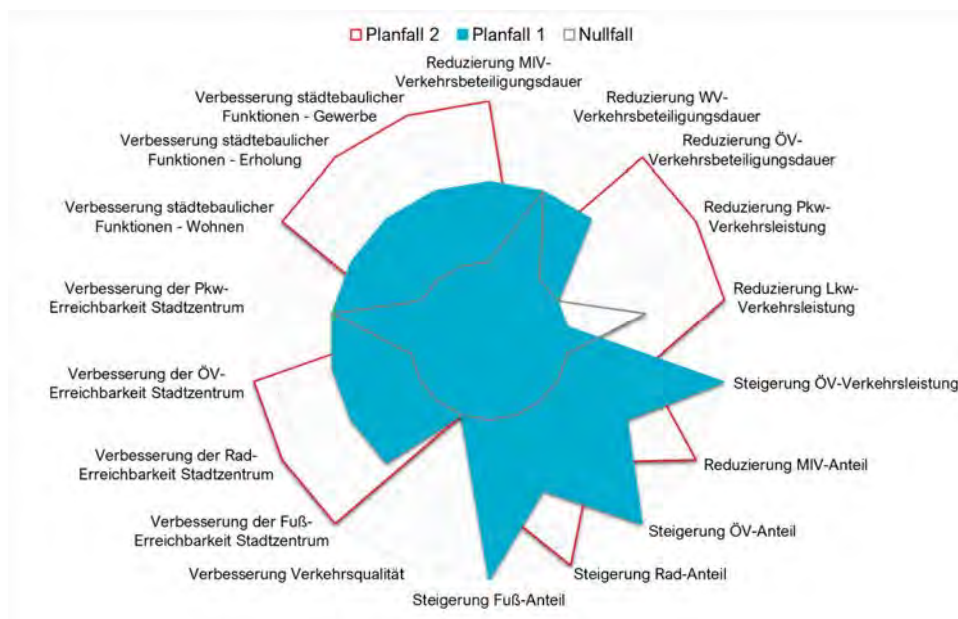 Planfall 2 Planfall 1 Nullfall
Reduzierung MIV-
Verkehrsbeteiligungsdauer
Reduzierung WV-
Verkehrsbeteiligungsdauer
Reduzierung ÖV-
Verkehrsbeteiligungsdauer
Reduzierung Pkw-
Verkehrsleistung
Reduzierung Lkw-
Verkehrsleistung
Steigerung ÖV-Verkehrsleistung
Reduzierung MIV-Anteil
Steigerung ÖV-Anteil
Steigerung Rad-Anteil
Steigerung Fuß-Anteil
Verbesserung Verkehrsqualität
Verbesserung der Fuß-
Erreichbarkeit Stadtzentrum
Verbesserung der Rad-
Erreichbarkeit Stadtzentrum
Verbesserung der ÖV-
Erreichbarkeit Stadtzentrum
Verbesserung der Pkw-
Erreichbarkeit Stadtzentrum
Verbesserung städtebaulicher
Funktionen - Wohnen
Verbesserung städtebaulicher
Funktionen - Erholung
Verbesserung städtebaulicher
Funktionen - Gewerbe